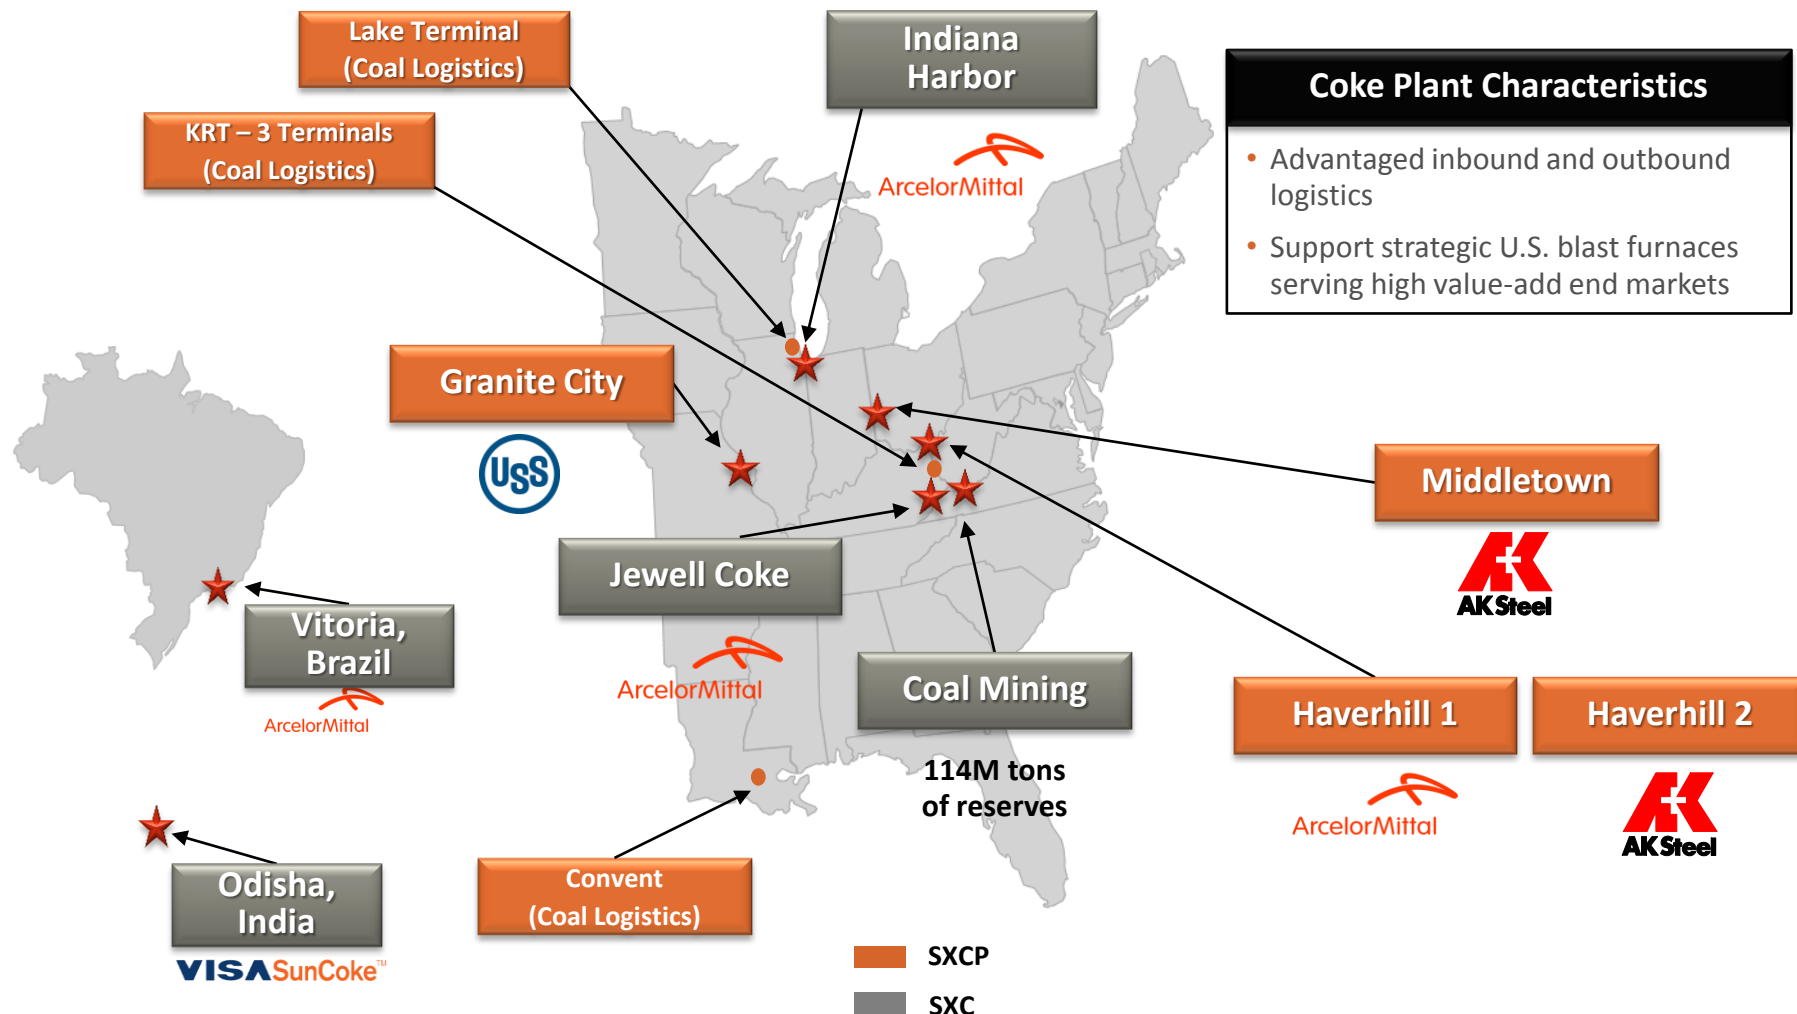 Lake Terminal
(Coal Logistics)
Indiana
Harbor
Coke Plant Characteristics
KRT – 3 Terminals
(Coal Logistics)
ArcelorMittal
• Advantaged inbound and outbound
logistics
• Support strategic U.S. blast furnaces
serving high value-add end markets
Granite City
USS
Middletown
AK Steel
Jewell Coke
ArcelorMittal
Vitoria,
Brazil
ArcelorMittal
Coal Mining
114M tons
of reserves
Haverhill 1
ArcelorMittal
Haverhill 2
AK Steel
Odisha,
India
VISA SunCoke™
Convent
(Coal Logistics)
SXCP
SXC